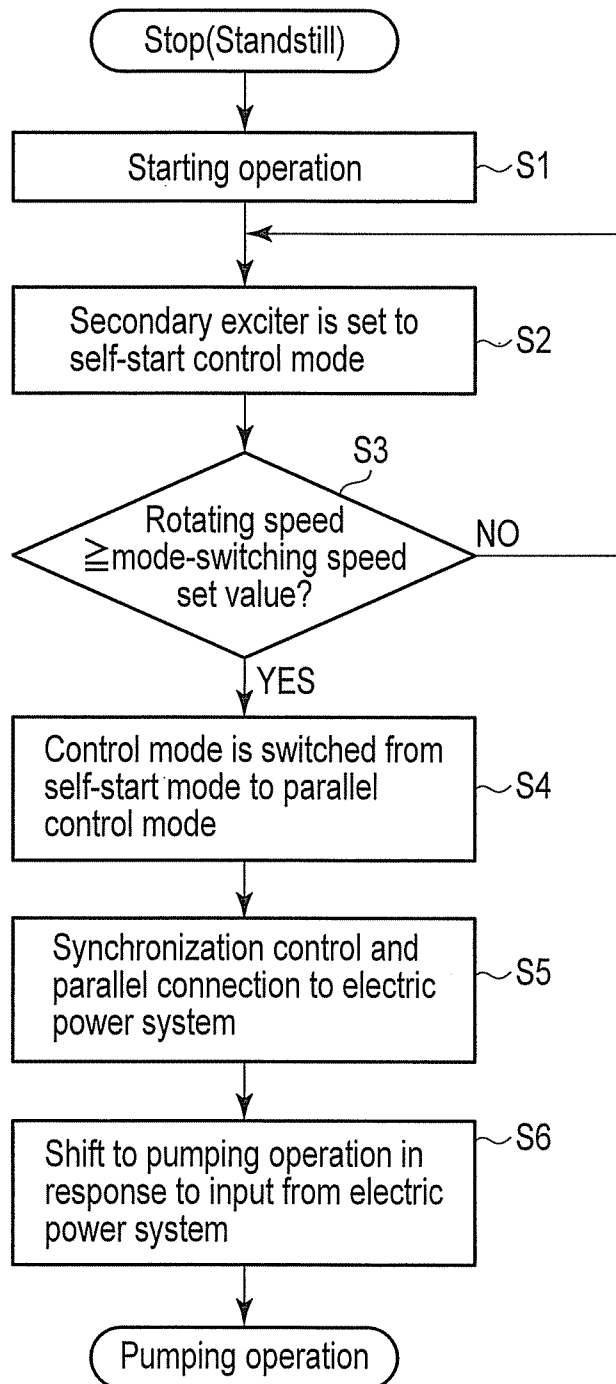 Stop(Standstill)
Starting operation
S1
Secondary exciter is set to
self-start control mode
S2
S3
Rotating speed
≧mode-switching speed
set value?
NO
YES
Control mode is switched from
self-start mode to parallel
control mode
S4
Synchronization control and
parallel connection to electric
power system
S5
Shift to pumping operation in
response to input from electric
power system
S6
Pumping operation